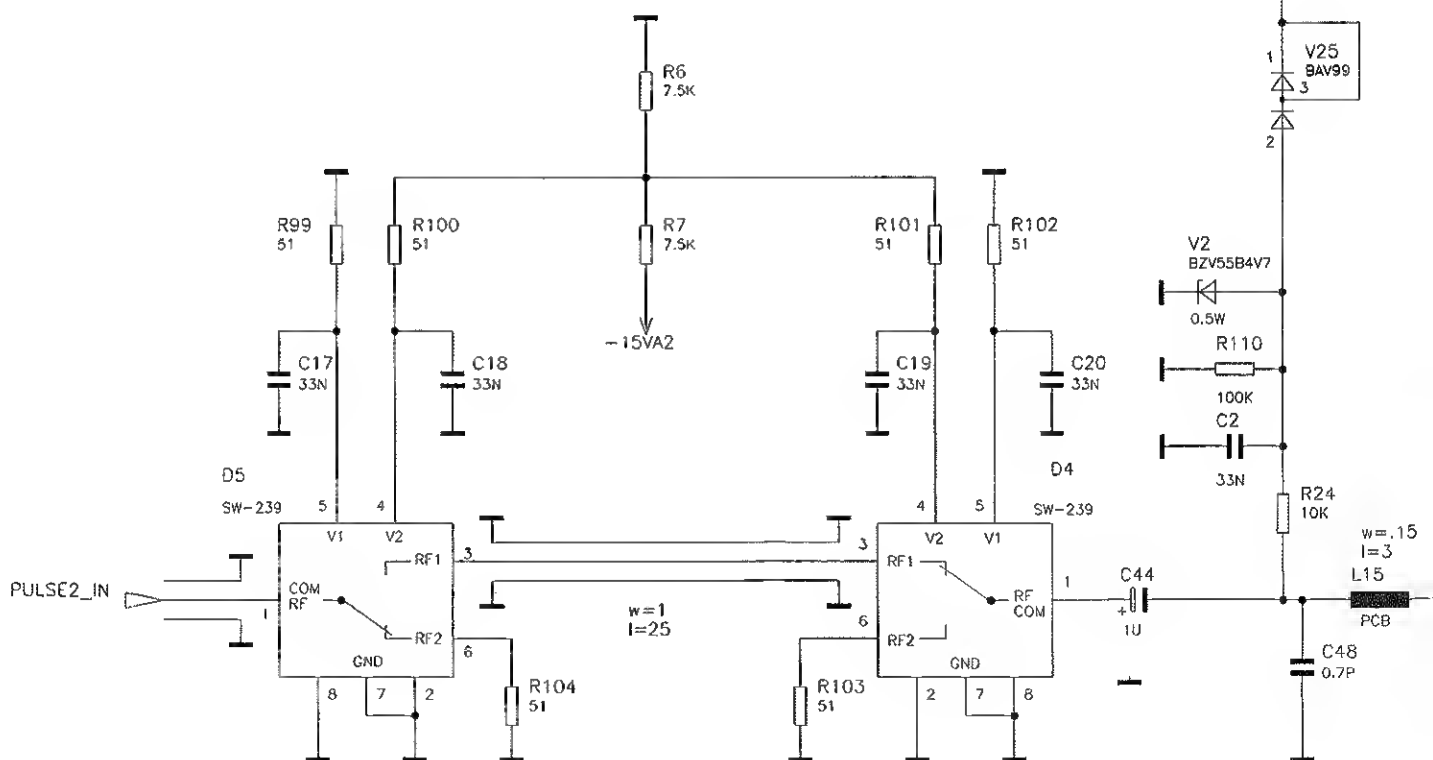 V25
BAV99
1
3
2
R6
7.5K
R99
51
R100
51
R7
7.5K
R101
51
R102
51
V2
BZV55B4V7
0.5W
-15VA2
C17
33N
C18
33N
C19
33N
C20
33N
R110
100K
C2
33N
R24
10K
D5
SW-239
5
4
V1
V2
D4
SW-239
4
5
V2
V1
PULSE2_IN
1
COM
RF
RF1
3
RF2
6
GND
8
7
2
w=1
l=25
3
RF1
RF
COM
1
6
RF2
GND
2
7
8
C44
+
1U
w=.15
l=3
L15
PCB
C48
0.7P
R104
51
R103
51